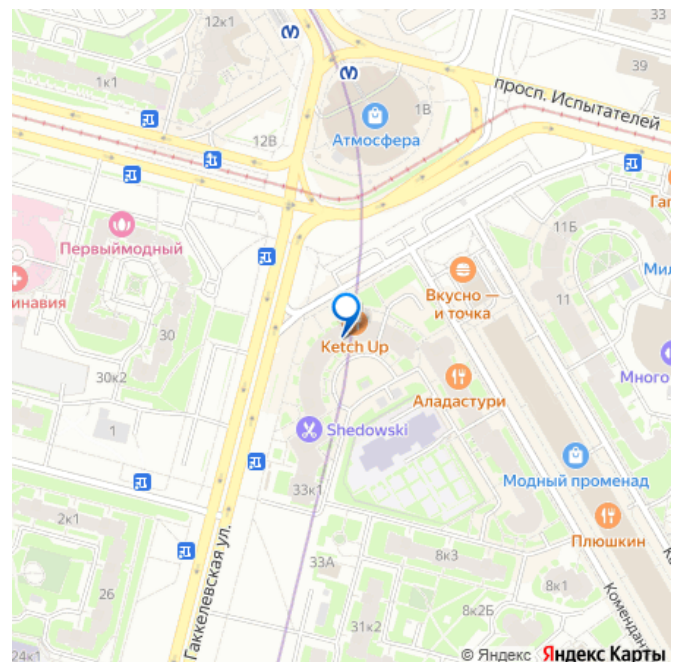 33
1к1
39
просп. Испытателей
1В
Атмосфера
12В
11Б
Первыймодный
Вкусно —
и точка
11
30
Ketch Up
30к2
Аладастури
Много
1
Shedowski
Модный променад
33к1
2к1
Плюшкин
Гаккелевская ул.
33А
8к3
8к1
26
8к2Б
31к2
24к1
© Яндекс Яндекс Карты